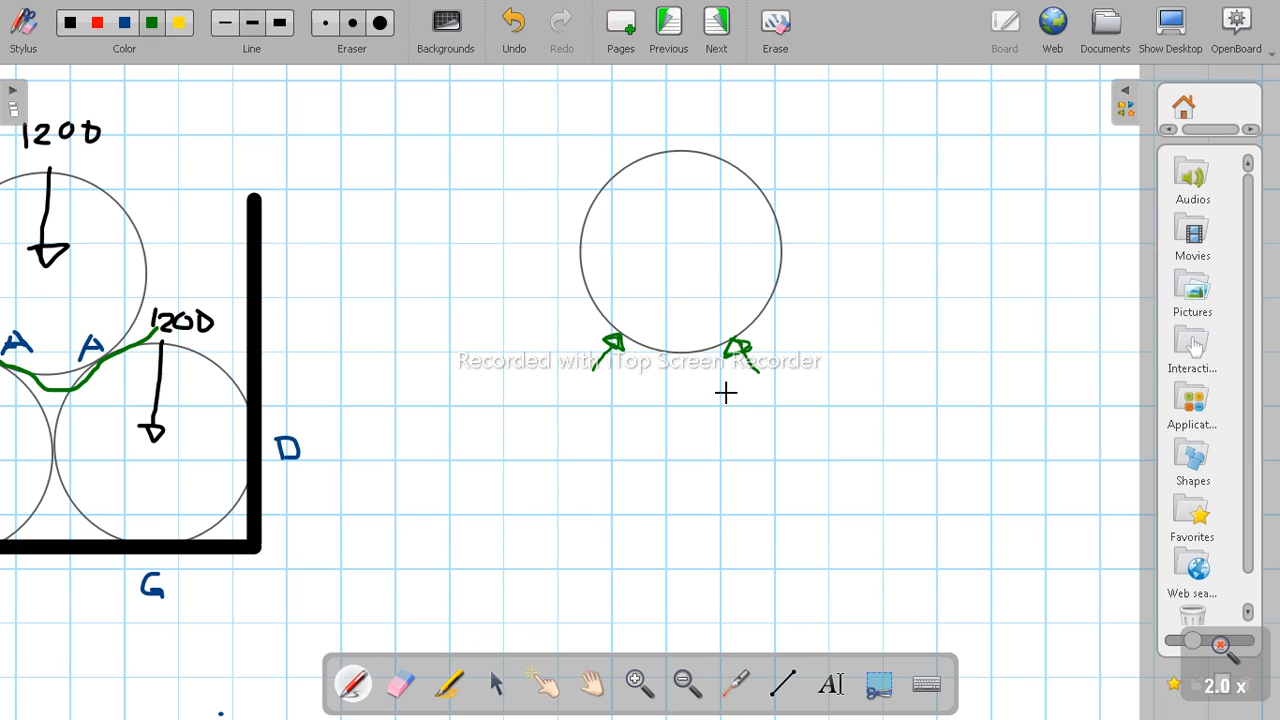 Stylus
Color
Line
Eraser
Backgrounds
Undo
Redo
Pages
Previous
Next
Erase
Board
Web
Documents
Show Desktop
OpenBoard
1200
1200
A
A
D
G
Recorded with iTop Screen Recorder
Audios
Movies
Pictures
Interacti...
Applicat...
Shapes
Favorites
Web sea...
2.0 x